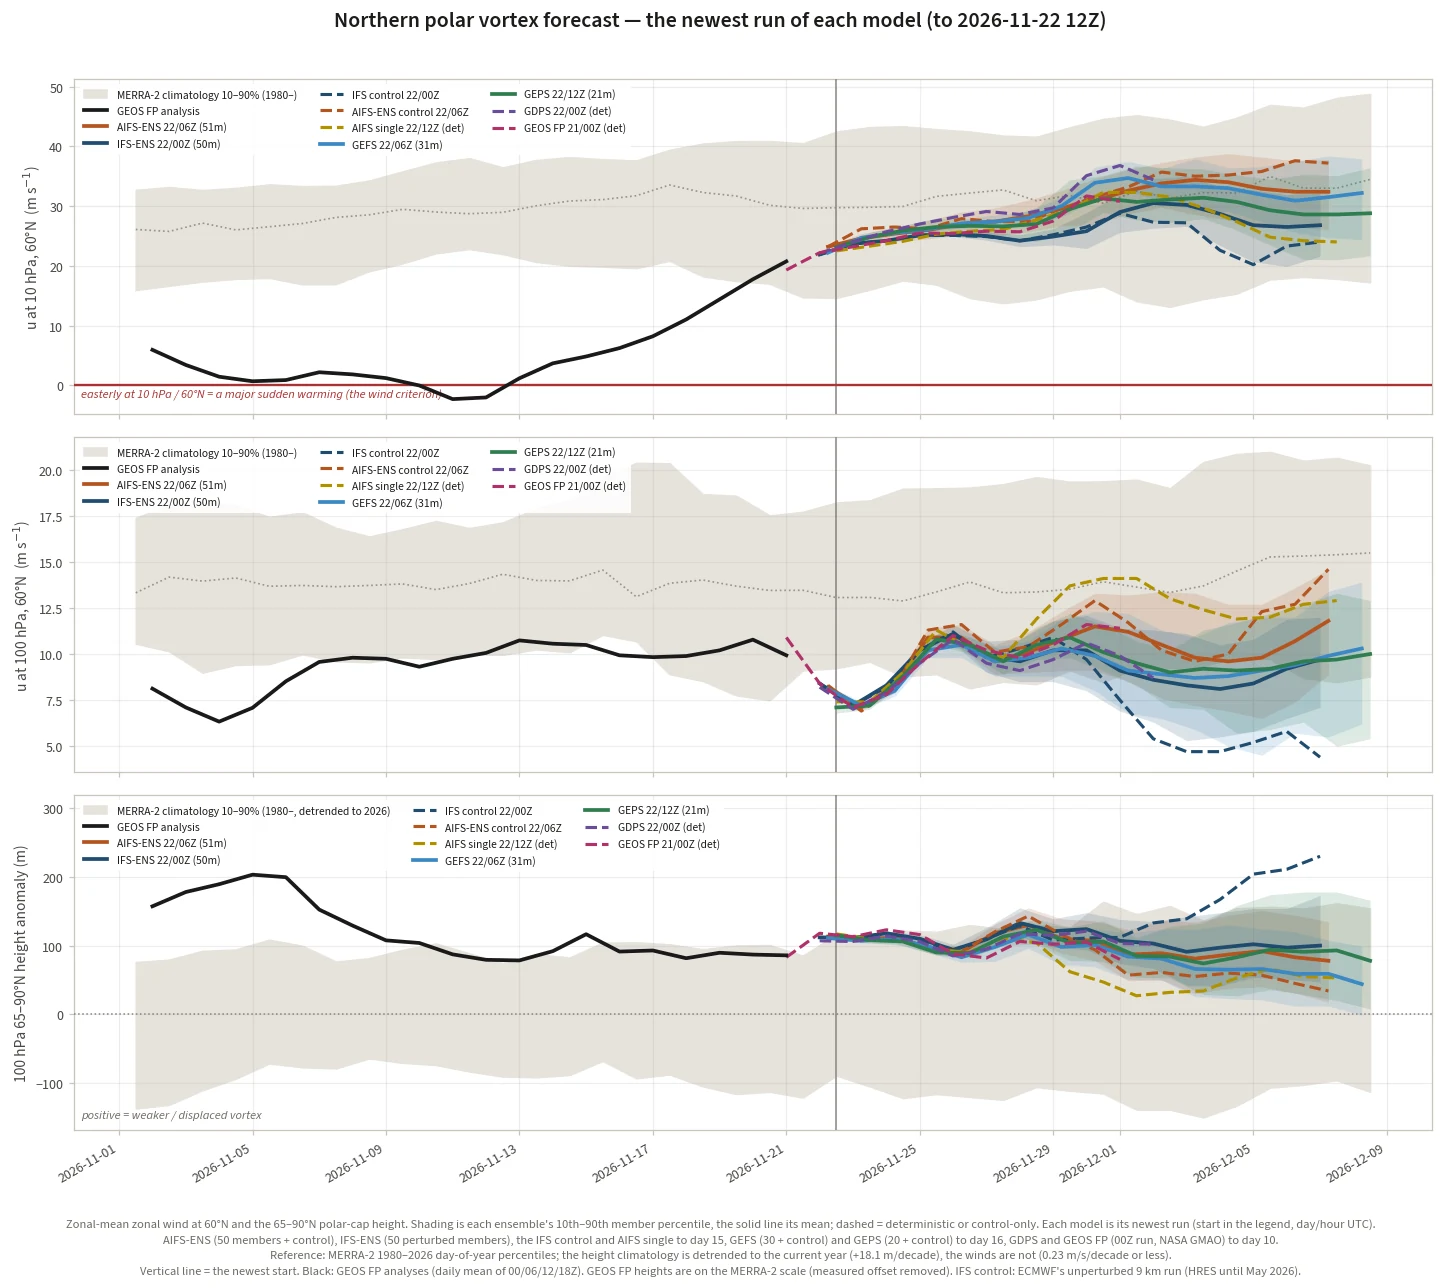 Northern polar vortex forecast — the newest run of each model (to 2026-11-22 12Z)
MERRA-2 climatology 10–90% (1980–)
GEOS FP analysis
AIFS-ENS 22/06Z (51m)
IFS-ENS 22/00Z (50m)
IFS control 22/00Z
AIFS-ENS control 22/06Z
AIFS single 22/12Z (det)
GEFS 22/06Z (31m)
GEPS 22/12Z (21m)
GDPS 22/00Z (det)
GEOS FP 21/00Z (det)
u at 10 hPa, 60°N (m s⁻¹)
50
40
30
20
10
0
easterly at 10 hPa / 60°N = a major sudden warming (the wind criterion)
MERRA-2 climatology 10–90% (1980–)
GEOS FP analysis
AIFS-ENS 22/06Z (51m)
IFS-ENS 22/00Z (50m)
IFS control 22/00Z
AIFS-ENS control 22/06Z
AIFS single 22/12Z (det)
GEFS 22/06Z (31m)
GEPS 22/12Z (21m)
GDPS 22/00Z (det)
GEOS FP 21/00Z (det)
u at 100 hPa, 60°N (m s⁻¹)
20.0
17.5
15.0
12.5
10.0
7.5
5.0
MERRA-2 climatology 10–90% (1980–, detrended to 2026)
GEOS FP analysis
AIFS-ENS 22/06Z (51m)
IFS-ENS 22/00Z (50m)
IFS control 22/00Z
AIFS-ENS control 22/06Z
AIFS single 22/12Z (det)
GEFS 22/06Z (31m)
GEPS 22/12Z (21m)
GDPS 22/00Z (det)
GEOS FP 21/00Z (det)
100 hPa 65–90°N height anomaly (m)
300
200
100
0
−100
positive = weaker / displaced vortex
2026-11-01
2026-11-05
2026-11-09
2026-11-13
2026-11-17
2026-11-21
2026-11-25
2026-11-29
2026-12-01
2026-12-05
2026-12-09
Zonal-mean zonal wind at 60°N and the 65–90°N polar-cap height. Shading is each ensemble's 10th–90th member percentile, the solid line its mean; dashed = deterministic or control-only. Each model is its newest run (start in the legend, day/hour UTC).
AIFS-ENS (50 members + control), IFS-ENS (50 perturbed members), the IFS control and AIFS single to day 15, GEFS (30 + control) and GEPS (20 + control) to day 16, GDPS and GEOS FP (00Z run, NASA GMAO) to day 10.
Reference: MERRA-2 1980–2026 day-of-year percentiles; the height climatology is detrended to the current year (+18.1 m/decade), the winds are not (0.23 m/s/decade or less).
Vertical line = the newest start. Black: GEOS FP analyses (daily mean of 00/06/12/18Z). GEOS FP heights are on the MERRA-2 scale (measured offset removed). IFS control: ECMWF's unperturbed 9 km run (HRES until May 2026).